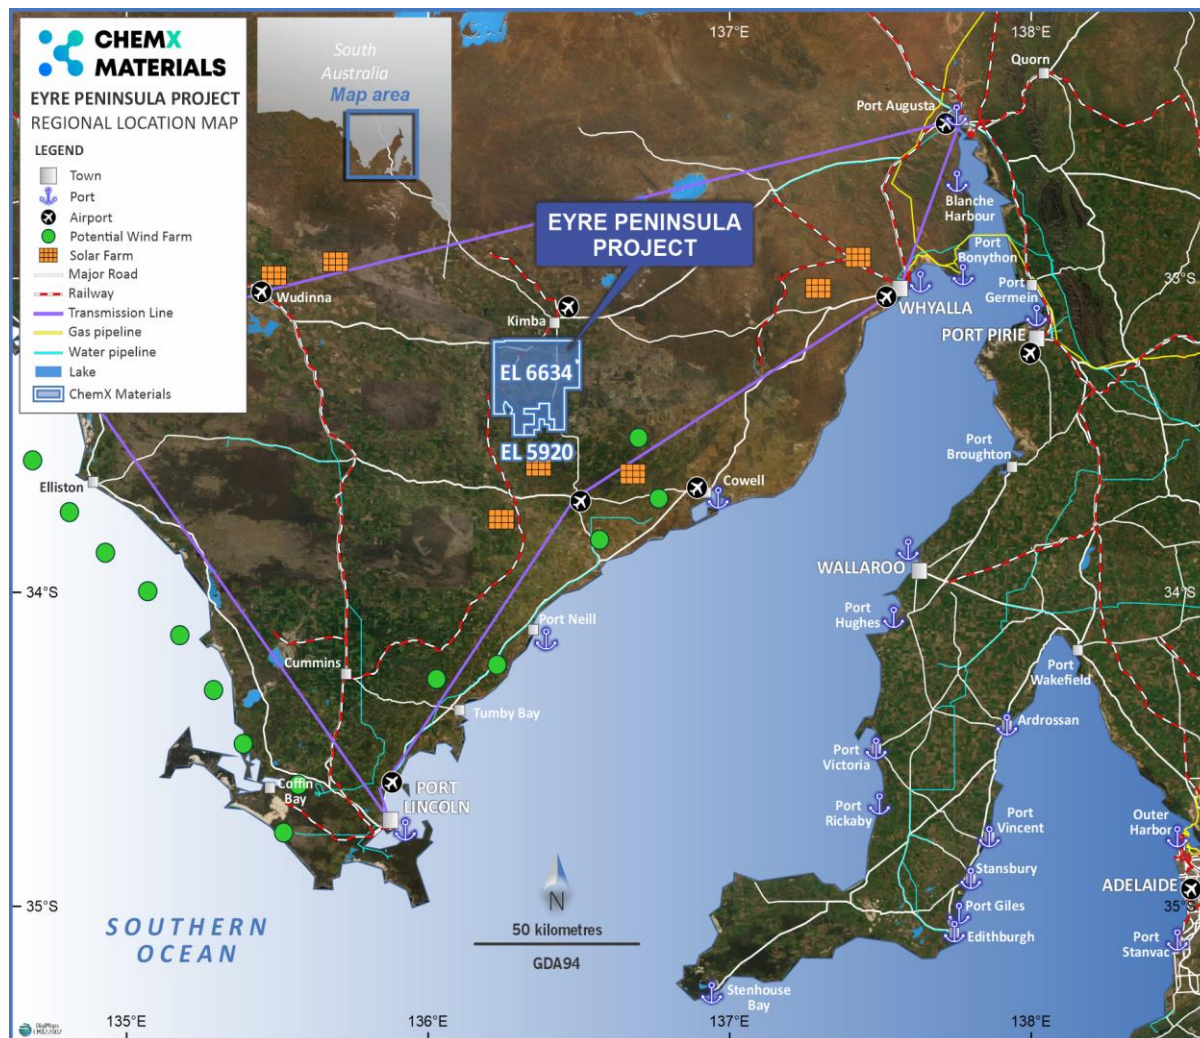 CHEMX
MATERIALS
EYRE PENINSULA PROJECT
REGIONAL LOCATION MAP
LEGEND
Town
Port
Airport
Potential Wind Farm
Solar Farm
Major Road
Railway
Transmission Line
Gas pipeline
Water pipeline
Lake
ChemX Materials
South
Australia
Map area
137°E
138°E
Quorn
Port Augusta
Blanche
Harbour
EYRE PENINSULA
PROJECT
Port
Bonython
33°S
Wudinna
Port
Germein
WHYALLA
Kimba
PORT PIRIE
EL 6634
EL 5920
Port
Broughton
Elliston
Cowell
WALLAROO
34°S
34°S
Port
Hughes
Port Neill
Cummins
Port
Wakefield
Tumby Bay
Ardrossan
Port
Victoria
Coffin
Bay
PORT
LINCOLN
Port
Rickaby
Port
Vincent
Outer
Harbor
Stansbury
ADELAIDE
35°S
35°S
Port Giles
Edithburgh
Port
Stanvac
SOUTHERN
OCEAN
N
50 kilometres
GDA94
Stenhouse
Bay
135°E
136°E
137°E
138°E
DigiMaps